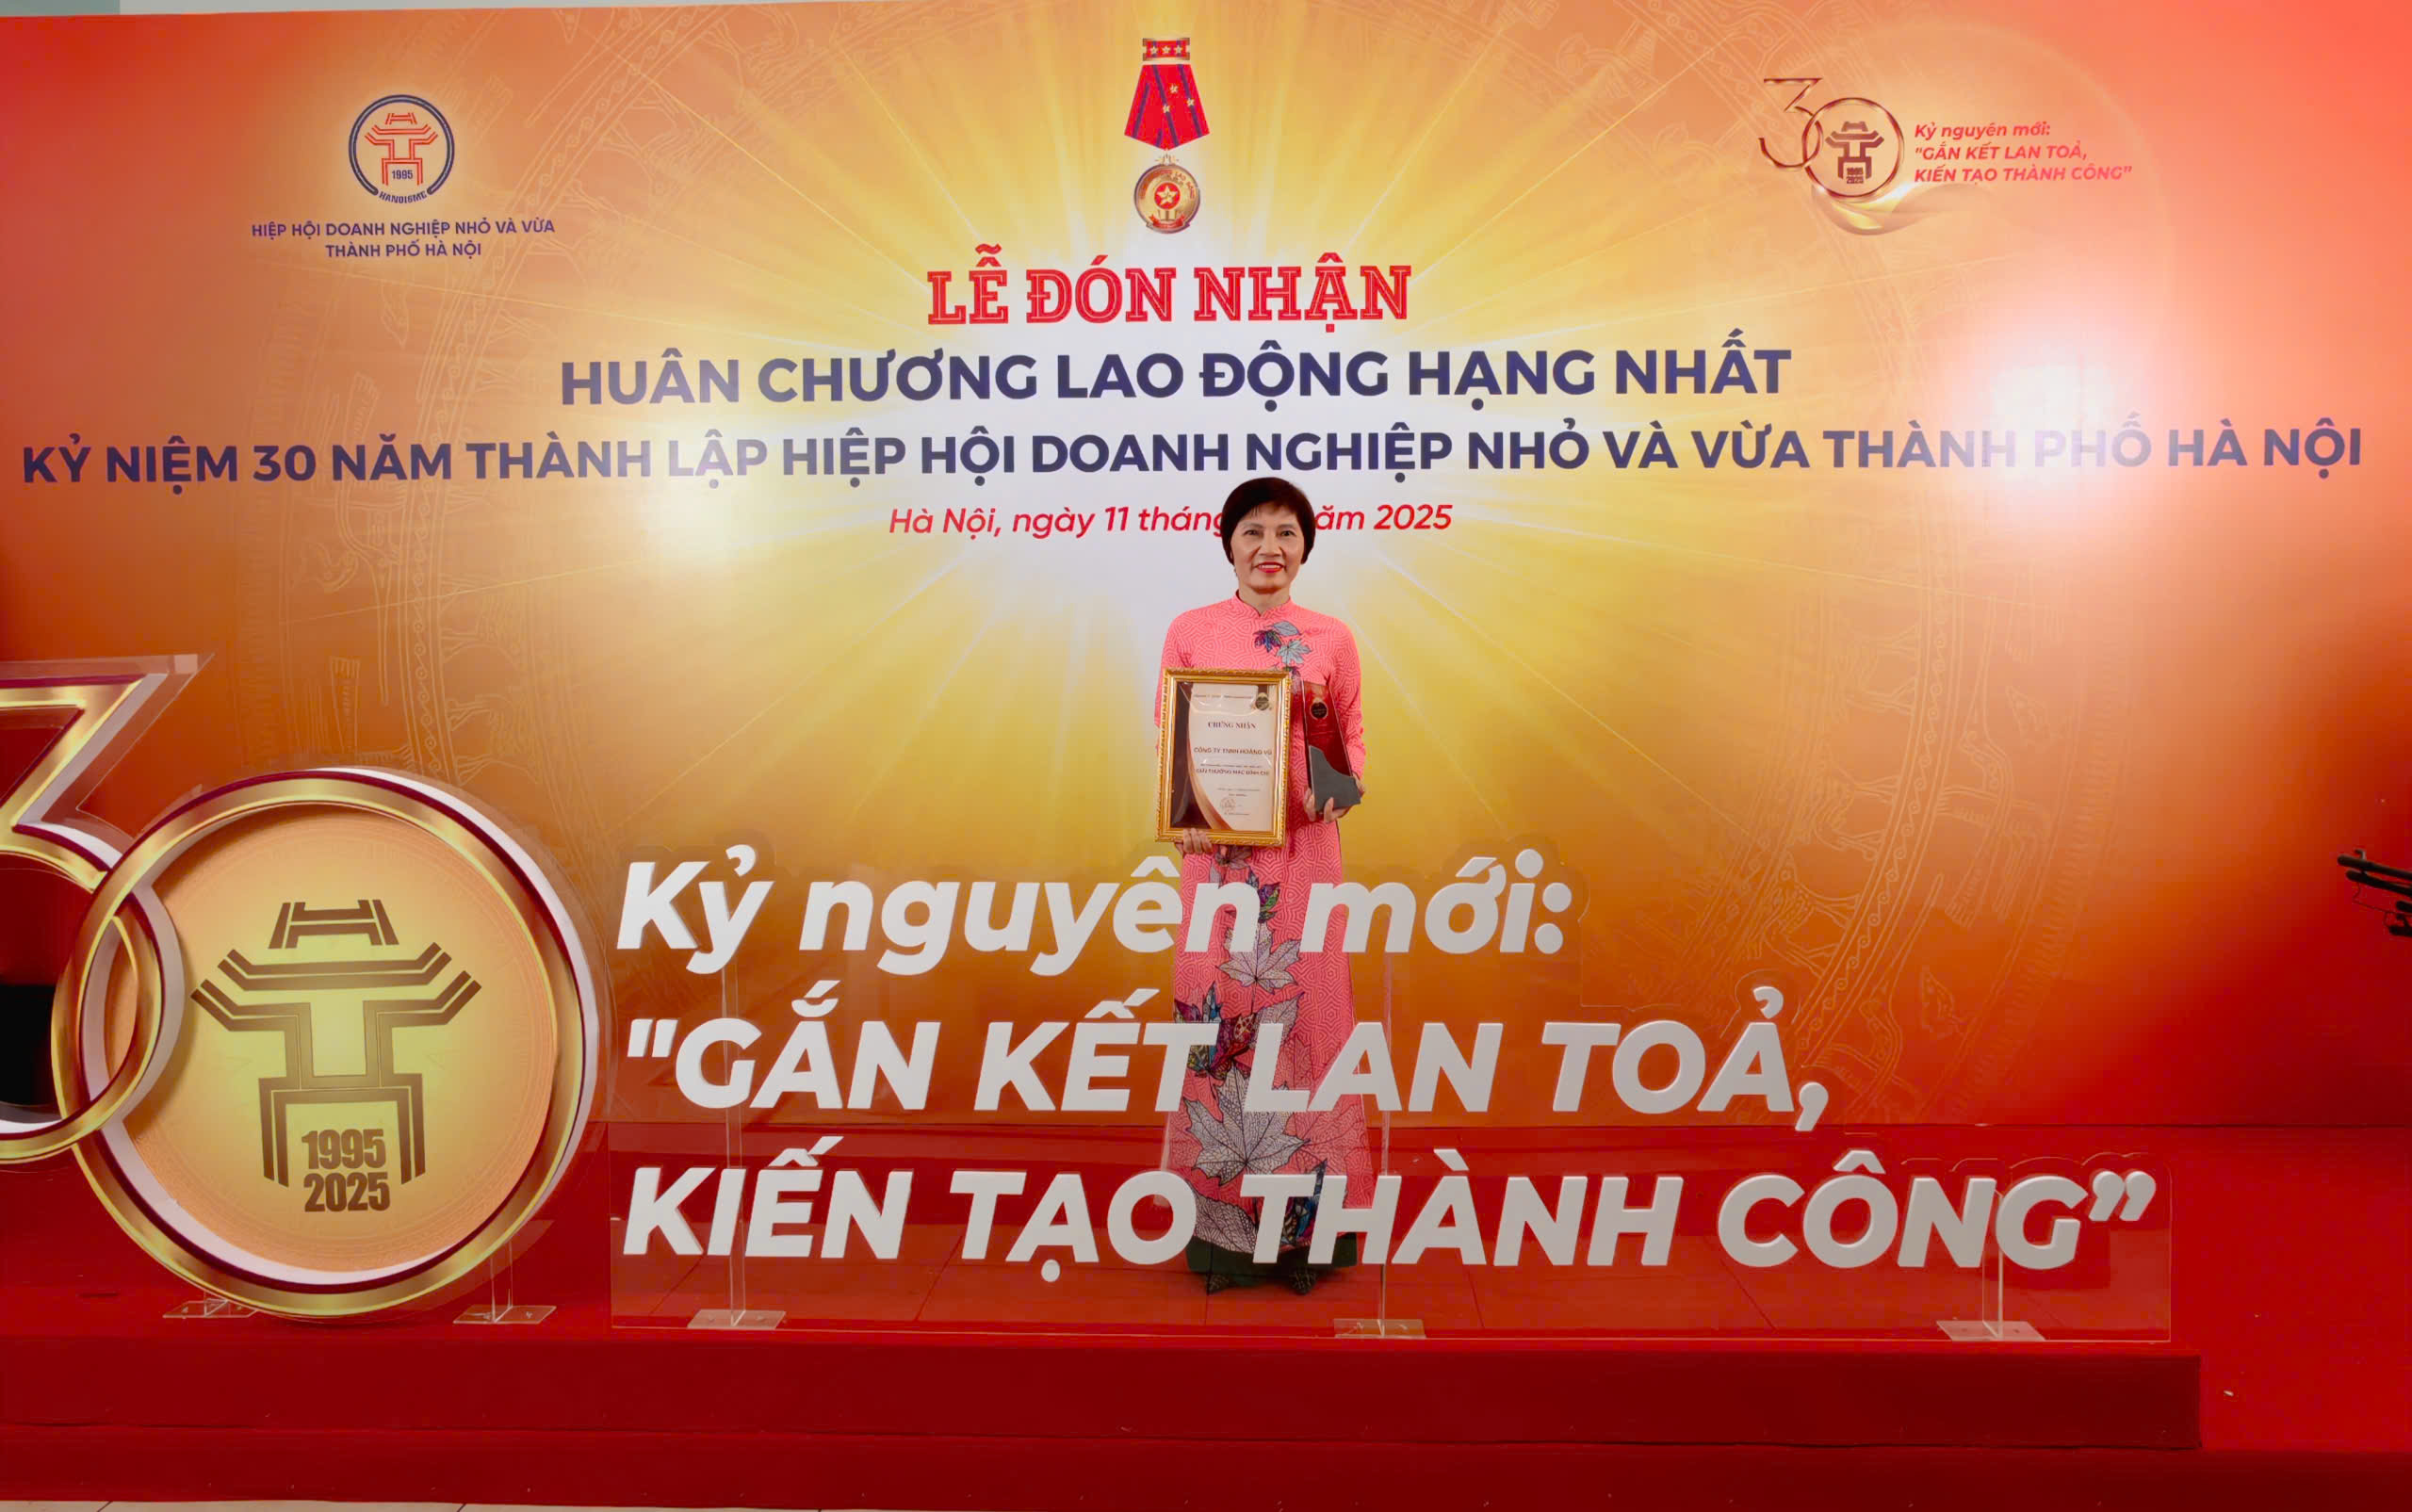 1995
HANOISME
HIỆP HỘI DOANH NGHIỆP NHỎ VÀ VỪA
THÀNH PHỐ HÀ NỘI
30
1995
2025
Kỷ nguyên mới:
"GẮN KẾT LAN TOẢ,
KIẾN TẠO THÀNH CÔNG"
LỄ ĐÓN NHẬN
HUÂN CHƯƠNG LAO ĐỘNG HẠNG NHẤT
KỶ NIỆM 30 NĂM THÀNH LẬP HIỆP HỘI DOANH NGHIỆP NHỎ VÀ VỪA THÀNH PHỐ HÀ NỘI
Hà Nội, ngày 11 tháng năm 2025
CHỨNG NHẬN
CÔNG TY TNHH HOÀNG VŨ
30
1995
2025
Kỷ nguyên mới:
"GẮN KẾT LAN TOẢ,
KIẾN TẠO THÀNH CÔNG”